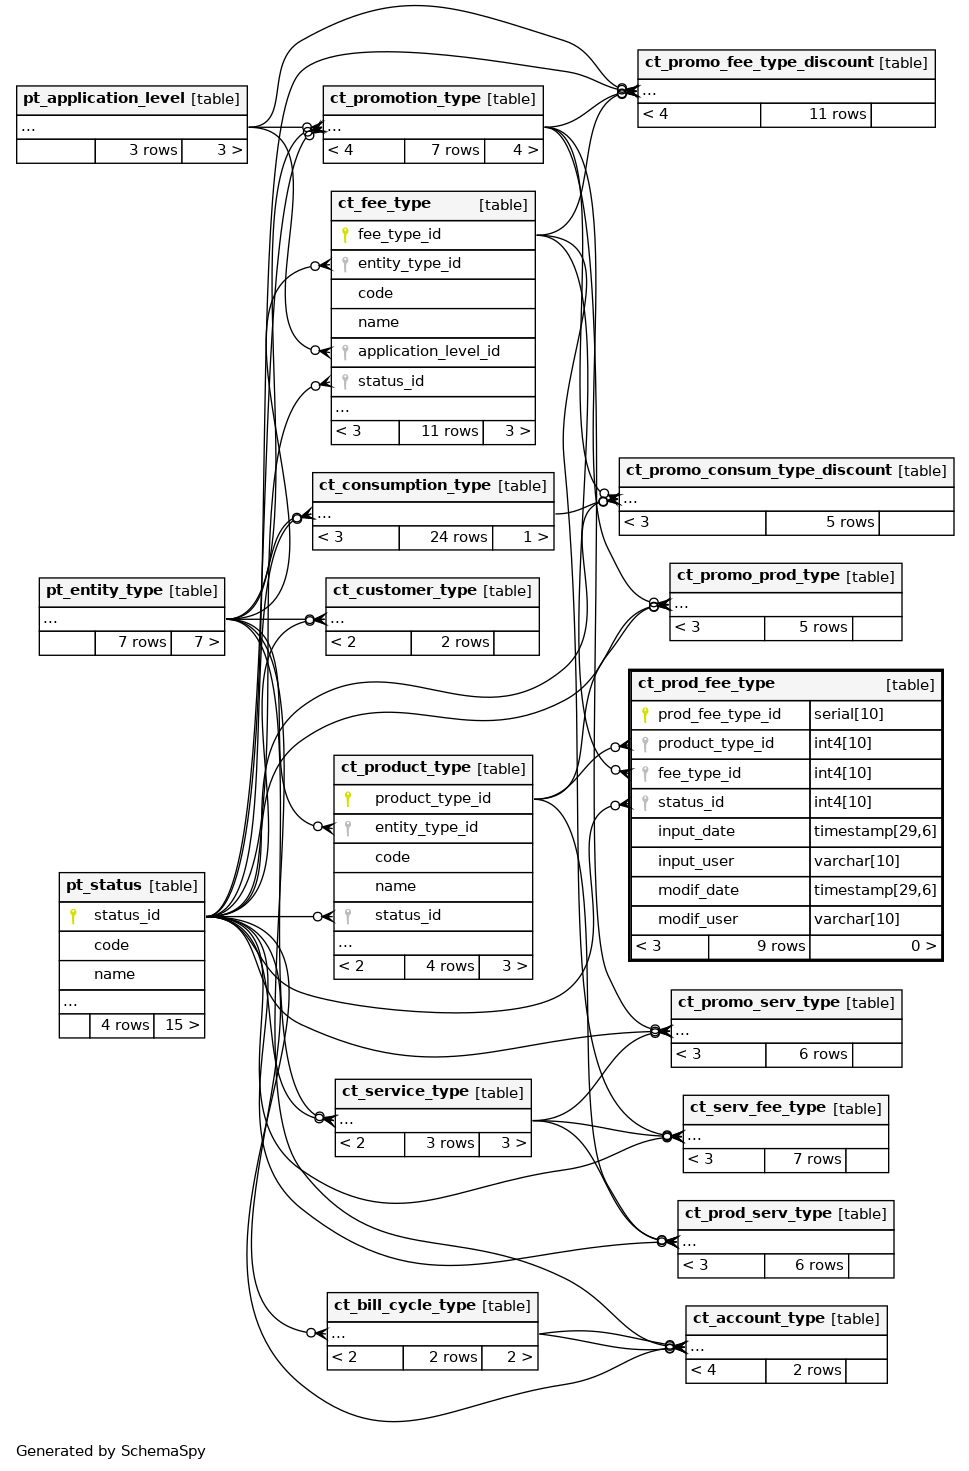 ct_promo_fee_type_discount [table]
...
< 4 11 rows
pt_application_level [table]
...
3 rows 3 >
ct_promotion_type [table]
...
< 4 7 rows 4 >
ct_fee_type [table]
fee_type_id
entity_type_id
code
name
application_level_id
status_id
...
< 3 11 rows 3 >
ct_consumption_type [table]
...
< 3 24 rows 1 >
ct_promo_consum_type_discount [table]
...
< 3 5 rows
pt_entity_type [table]
...
7 rows 7 >
ct_customer_type [table]
...
< 2 2 rows
ct_promo_prod_type [table]
...
< 3 5 rows
ct_prod_fee_type [table]
prod_fee_type_id serial[10]
product_type_id int4[10]
fee_type_id int4[10]
status_id int4[10]
input_date timestamp[29,6]
input_user varchar[10]
modif_date timestamp[29,6]
modif_user varchar[10]
< 3 9 rows 0 >
ct_product_type [table]
product_type_id
entity_type_id
code
name
status_id
...
< 2 4 rows 3 >
pt_status [table]
status_id
code
name
...
4 rows 15 >
ct_promo_serv_type [table]
...
< 3 6 rows
ct_service_type [table]
...
< 2 3 rows 3 >
ct_serv_fee_type [table]
...
< 3 7 rows
ct_prod_serv_type [table]
...
< 3 6 rows
ct_bill_cycle_type [table]
...
< 2 2 rows 2 >
ct_account_type [table]
...
< 4 2 rows
Generated by SchemaSpy